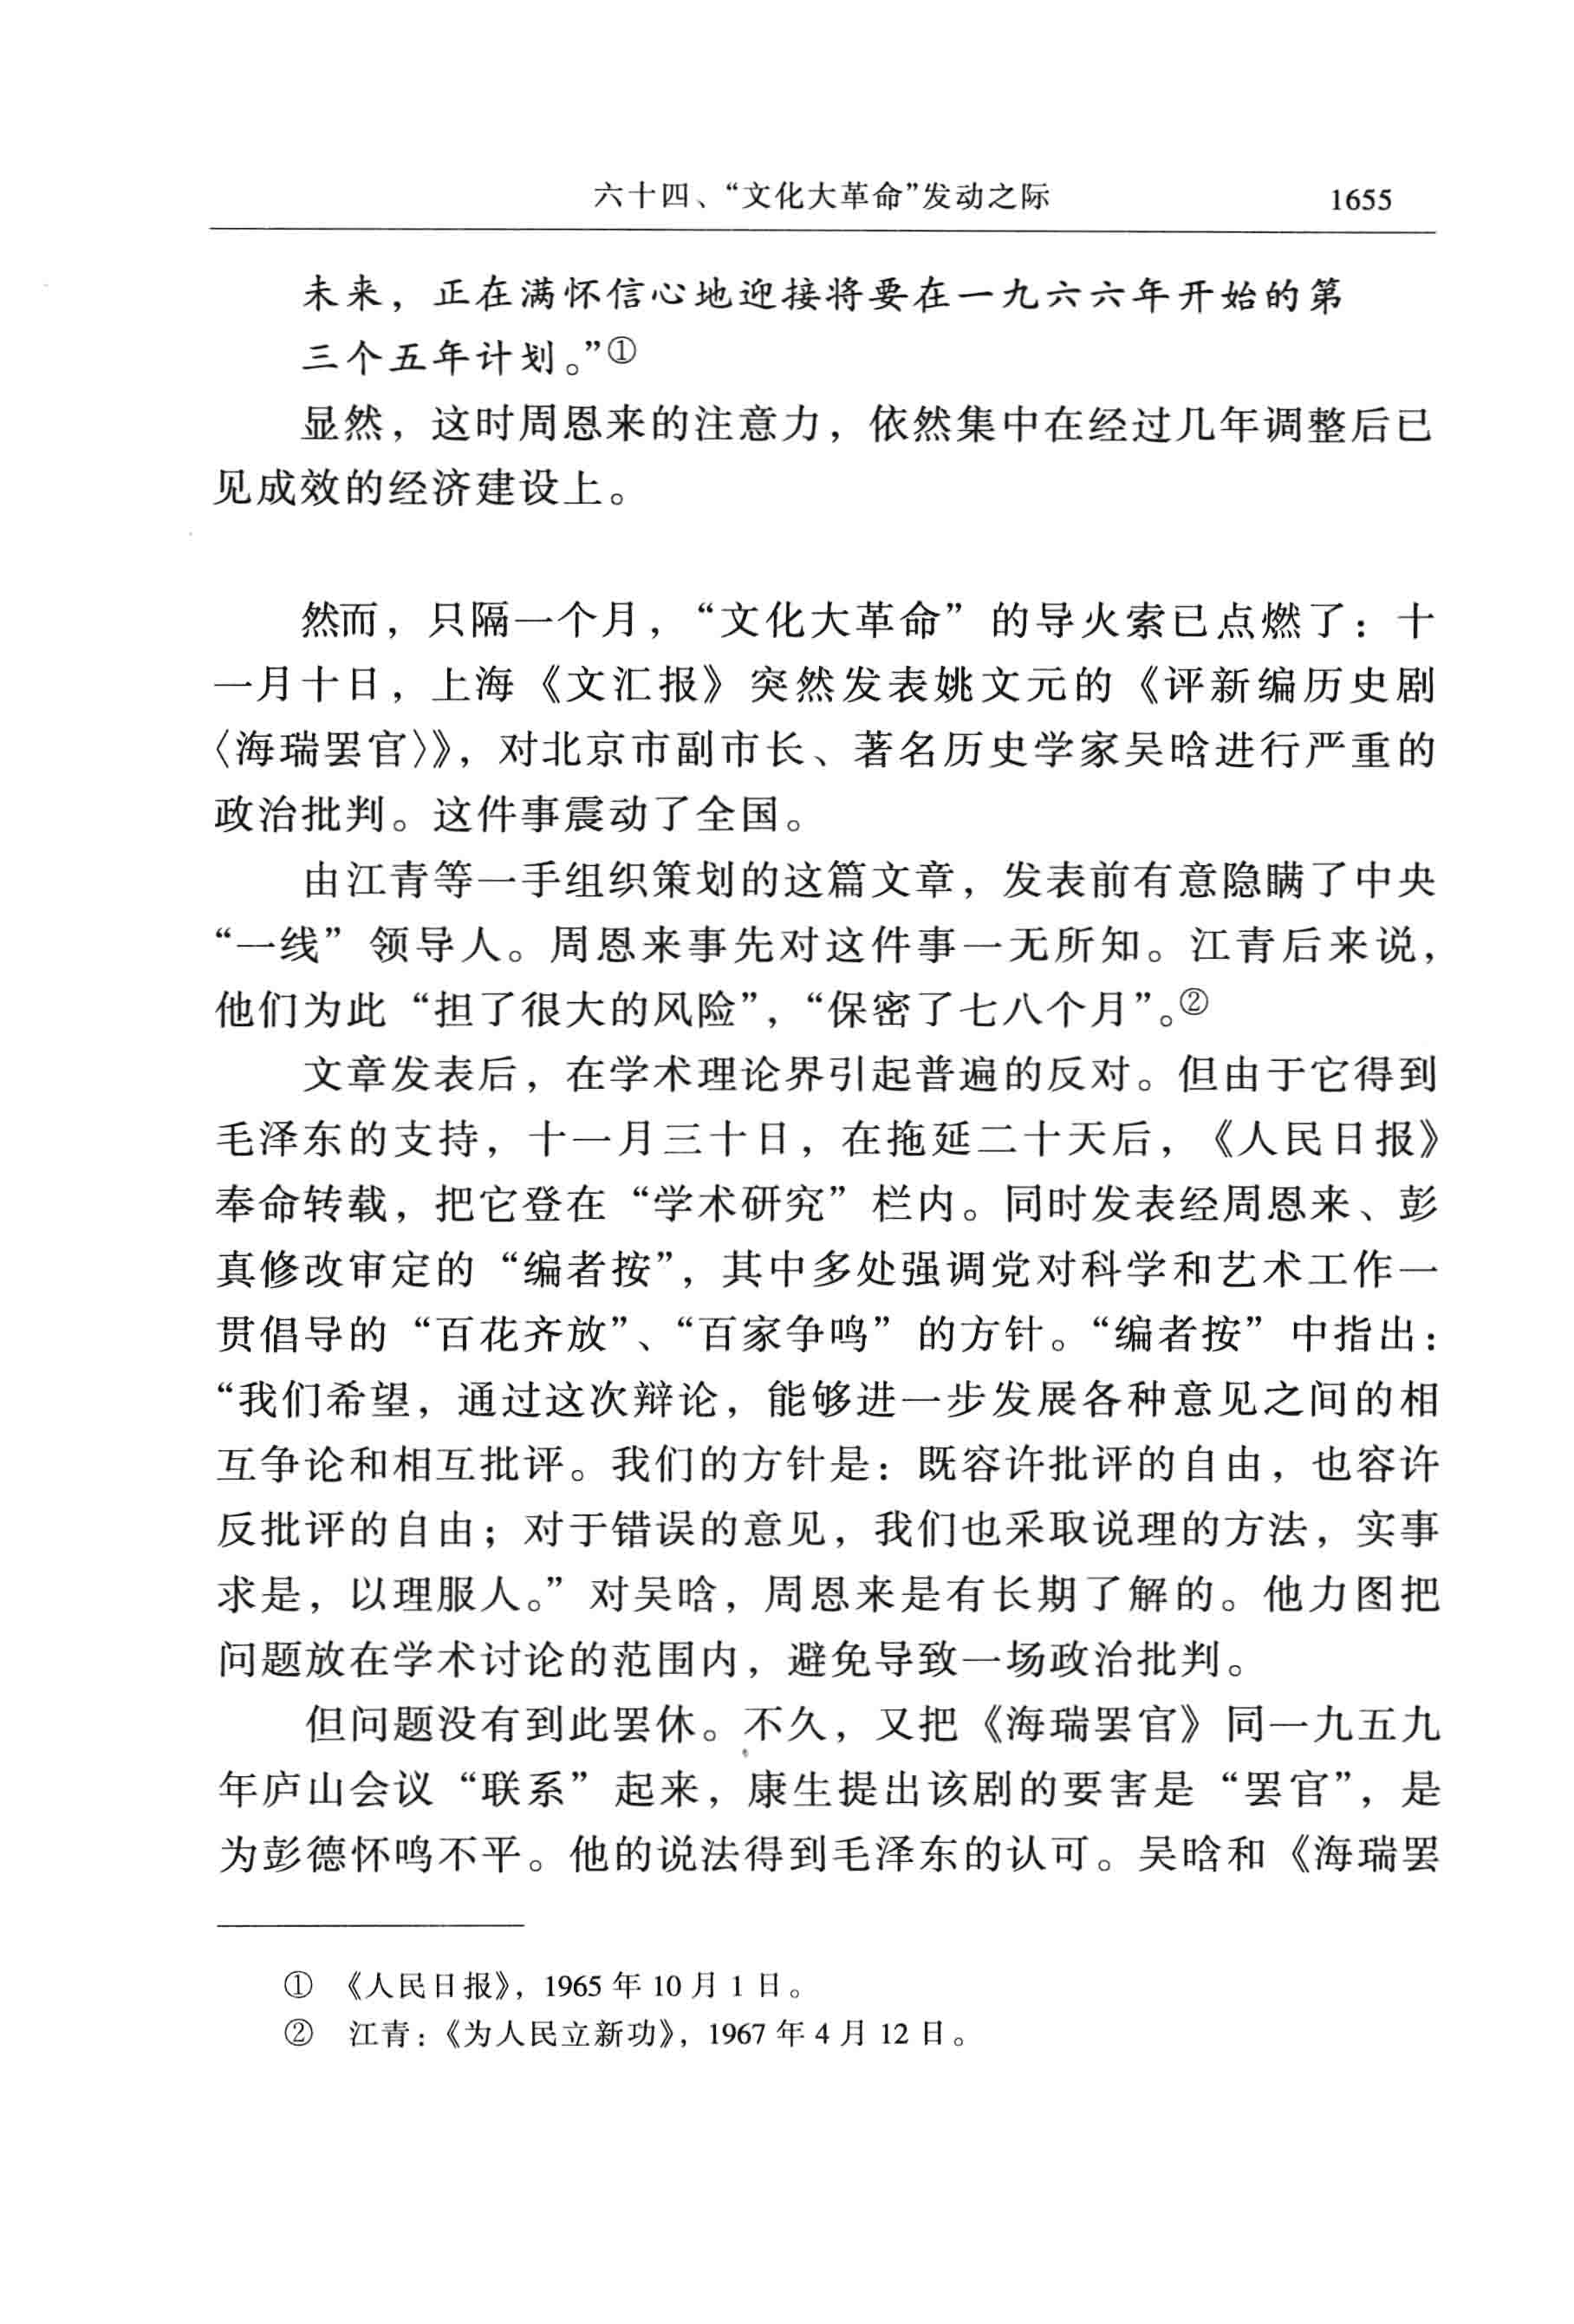 六十四、“文化大革命”发动之际 1655
未来，正在满怀信心地迎接将要在一九六六年开始的第
三个五年计划。”①
显然，这时周恩来的注意力，依然集中在经过几年调整后已
见成效的经济建设上。
然而，只隔一个月，“文化大革命”的导火索已点燃了：十
一月十日，上海《文汇报》突然发表姚文元的《评新编历史剧
〈海瑞罢官〉》，对北京市副市长、著名历史学家吴晗进行严重的
政治批判。这件事震动了全国。
由江青等一手组织策划的这篇文章，发表前有意隐瞒了中央
“一线”领导人。周恩来事先对这件事一无所知。江青后来说，
他们为此“担了很大的风险”，“保密了七八个月”。②
文章发表后，在学术理论界引起普遍的反对。但由于它得到
毛泽东的支持，十一月三十日，在拖延二十天后，《人民日报》
奉命转载，把它登在“学术研究”栏内。同时发表经周恩来、彭
真修改审定的“编者按”，其中多处强调党对科学和艺术工作一
贯倡导的“百花齐放”、“百家争鸣”的方针。“编者按”中指出：
“我们希望，通过这次辩论，能够进一步发展各种意见之间的相
互争论和相互批评。我们的方针是：既容许批评的自由，也容许
反批评的自由；对于错误的意见，我们也采取说理的方法，实事
求是，以理服人。”对吴晗，周恩来是有长期了解的。他力图把
问题放在学术讨论的范围内，避免导致一场政治批判。
但问题没有到此罢休。不久，又把《海瑞罢官》同一九五九
年庐山会议“联系”起来，康生提出该剧的要害是“罢官”，是
为彭德怀鸣不平。他的说法得到毛泽东的认可。吴晗和《海瑞罢
① 《人民日报》，1965 年 10 月 1 日。
② 江青：《为人民立新功》，1967 年 4 月 12 日。